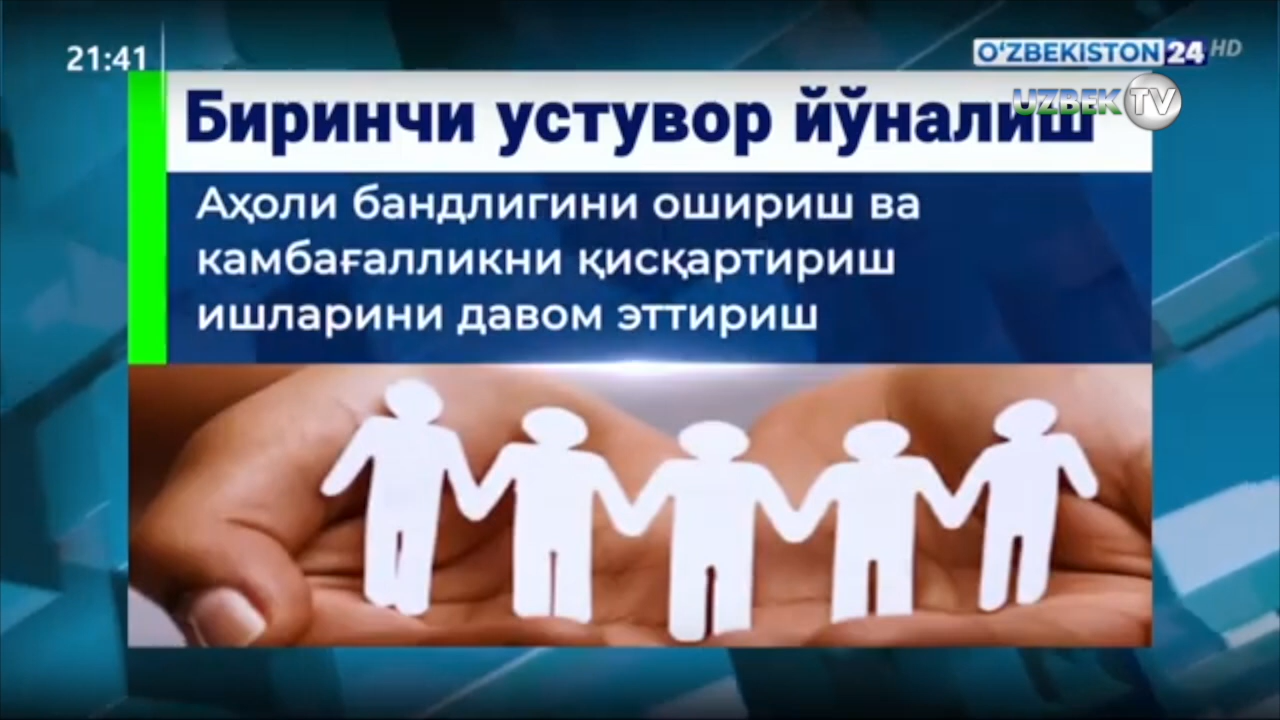 21:41
O‘ZBEKISTON 24 HD
UZBEK TV
Биринчи устувор йўналиш
Аҳоли бандлигини ошириш ва
камбағалликни қисқартириш
ишларини давом эттириш